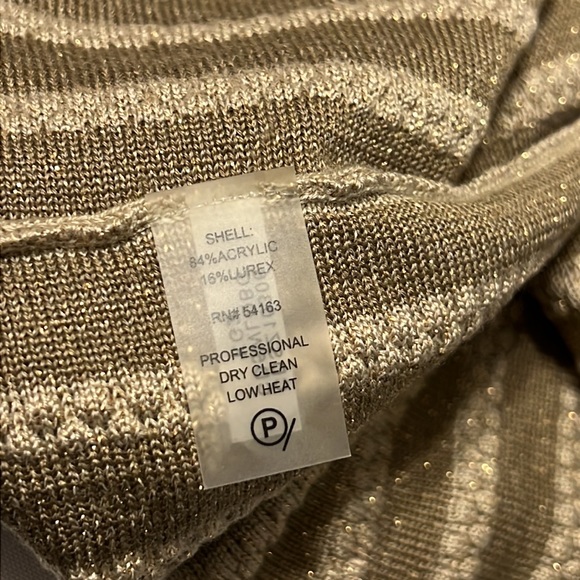 SHELL:
84%ACRYLIC
16%LUREX
RN# 54163
PROFESSIONAL
DRY CLEAN
LOW HEAT
P